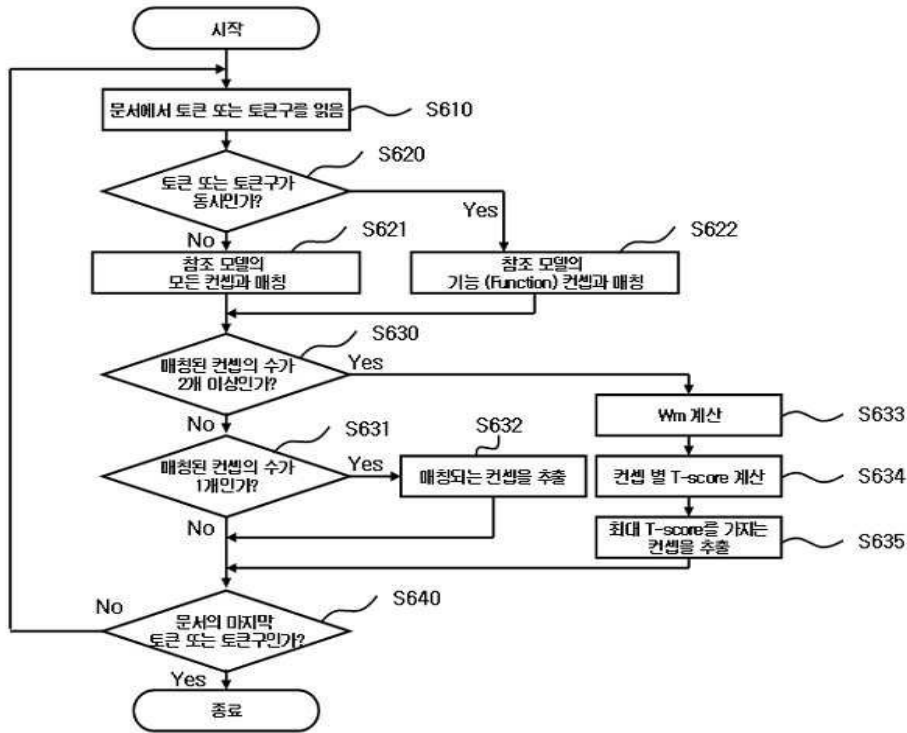 시작
문서에서 토큰 또는 토큰구를 읽음
S610
S620
토큰 또는 토큰구가
동사인가?
Yes
No
S621
S622
참조 모델의
모든 컨셉과 매칭
참조 모델의
기능 (Function) 컨셉과 매칭
S630
매칭된 컨셉의 수가
2개 이상인가?
Yes
No
Wm 계산
S633
S631
S632
매칭된 컨셉의 수가
1개인가?
Yes
매칭되는 컨셉을 추출
컨셉 별 T-score 계산
S634
No
최대 T-score를 가지는
컨셉을 추출
S635
No
S640
문서의 마지막
토큰 또는 토큰구인가?
Yes
종료